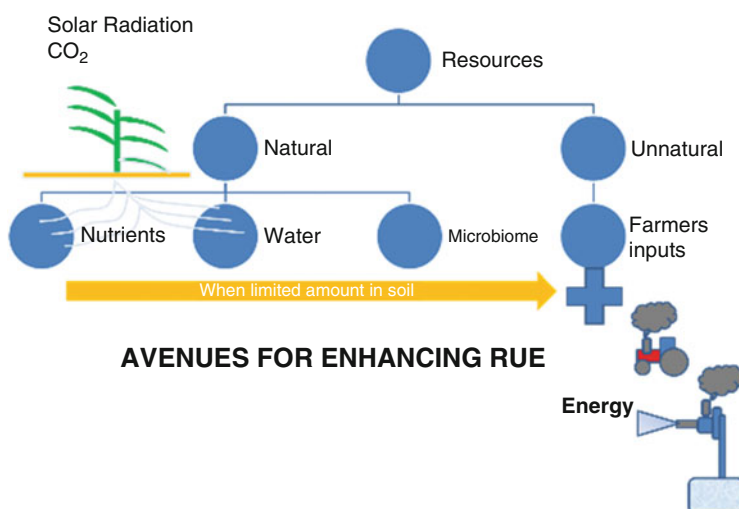 Solar Radiation
CO₂
Resources
Natural
Unnatural
Nutrients
Water
Microbiome
Farmers
inputs
When limited amount in soil
AVENUES FOR ENHANCING RUE
Energy